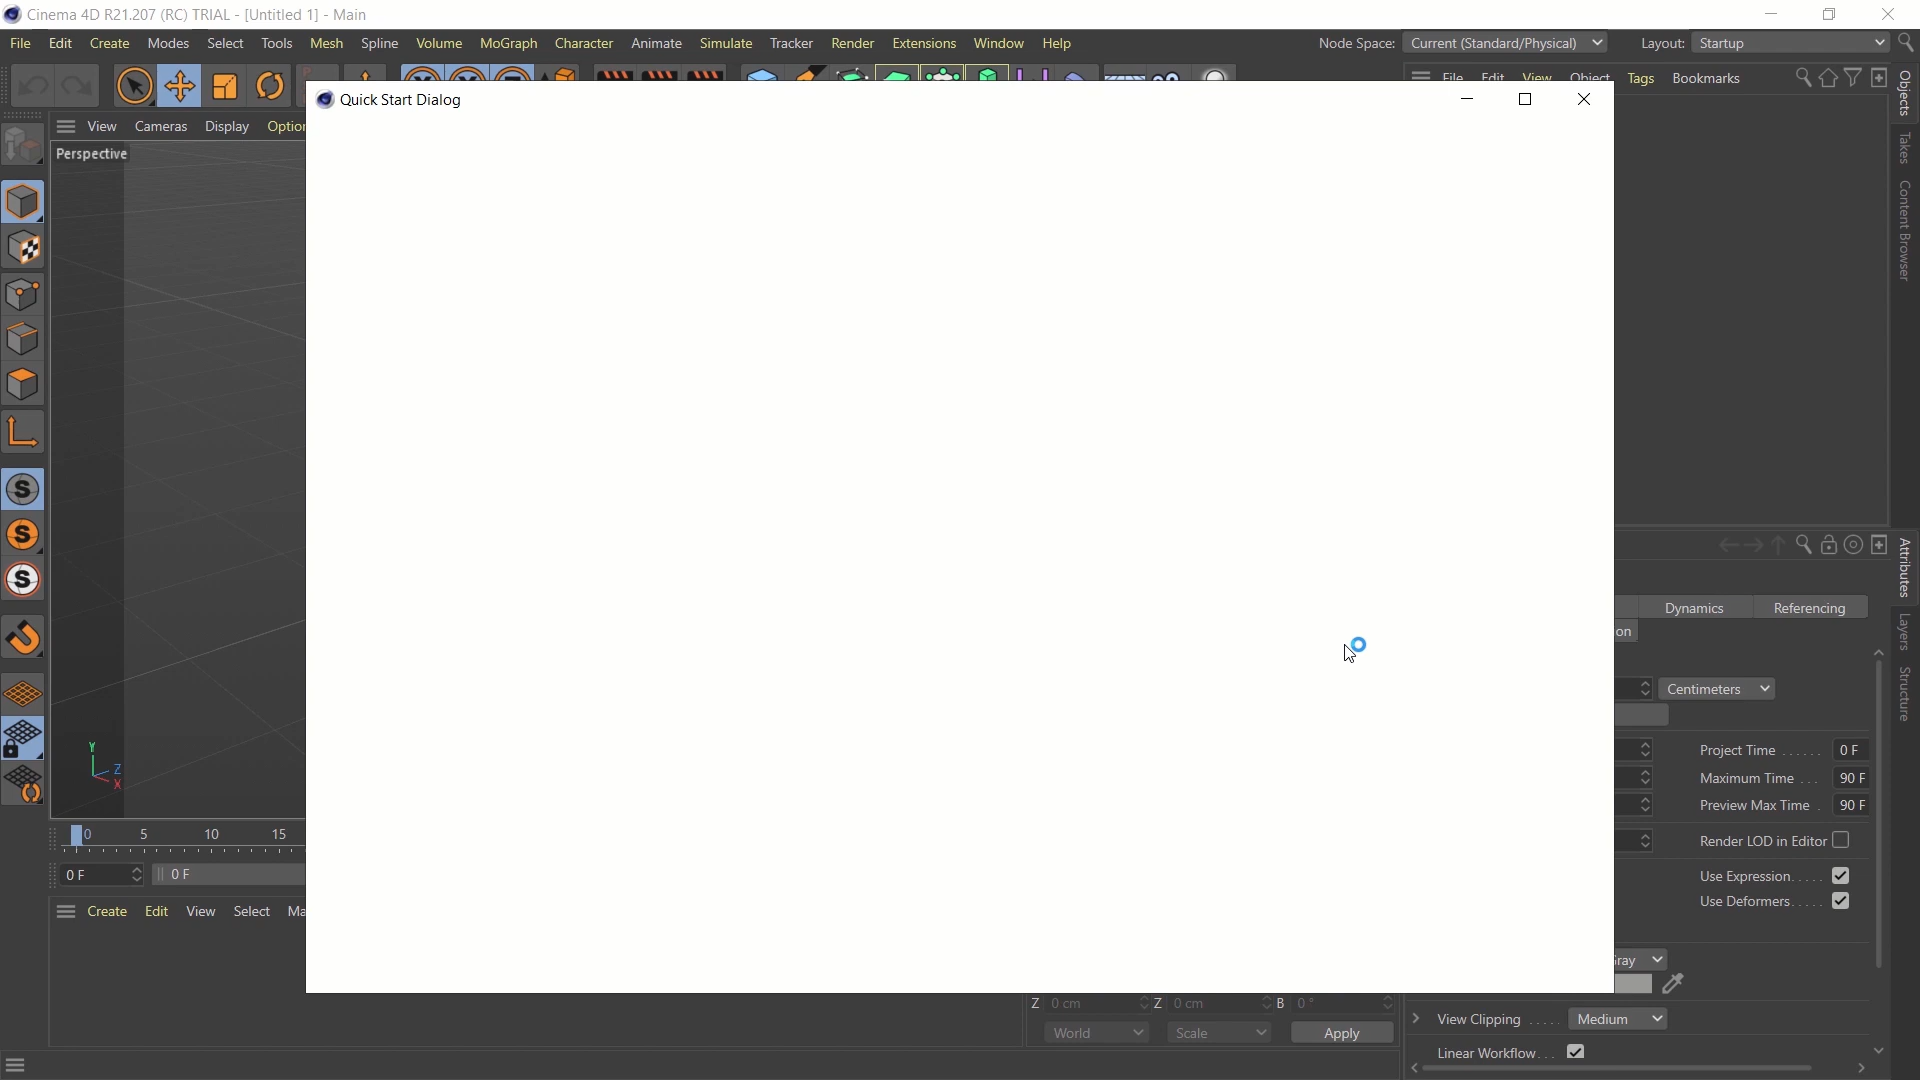 Cinema 4D R21.207 (RC) TRIAL - [Untitled 1] - Main
File Edit Create Modes Select Tools Mesh Spline Volume MoGraph Character Animate Simulate Tracker Render Extensions Window Help Node Space: Current (Standard/Physical) Layout: Startup
File Edit View Object Tags Bookmarks
Quick Start Dialog
View Cameras Display
Perspective
Objects
Takes
Content Browser
Attributes
Layers
Structure
Dynamics Referencing
Centimeters
Project Time 0 F
Maximum Time 90 F
Preview Max Time 90 F
Render LOD in Editor
Use Expression
Use Deformers
Y
Z
X
0 5 10 15
0 F 0 F
Create Edit View Select
Z 0 cm Z 0 cm B 0 °
World Scale Apply
View Clipping Medium
Linear Workflow